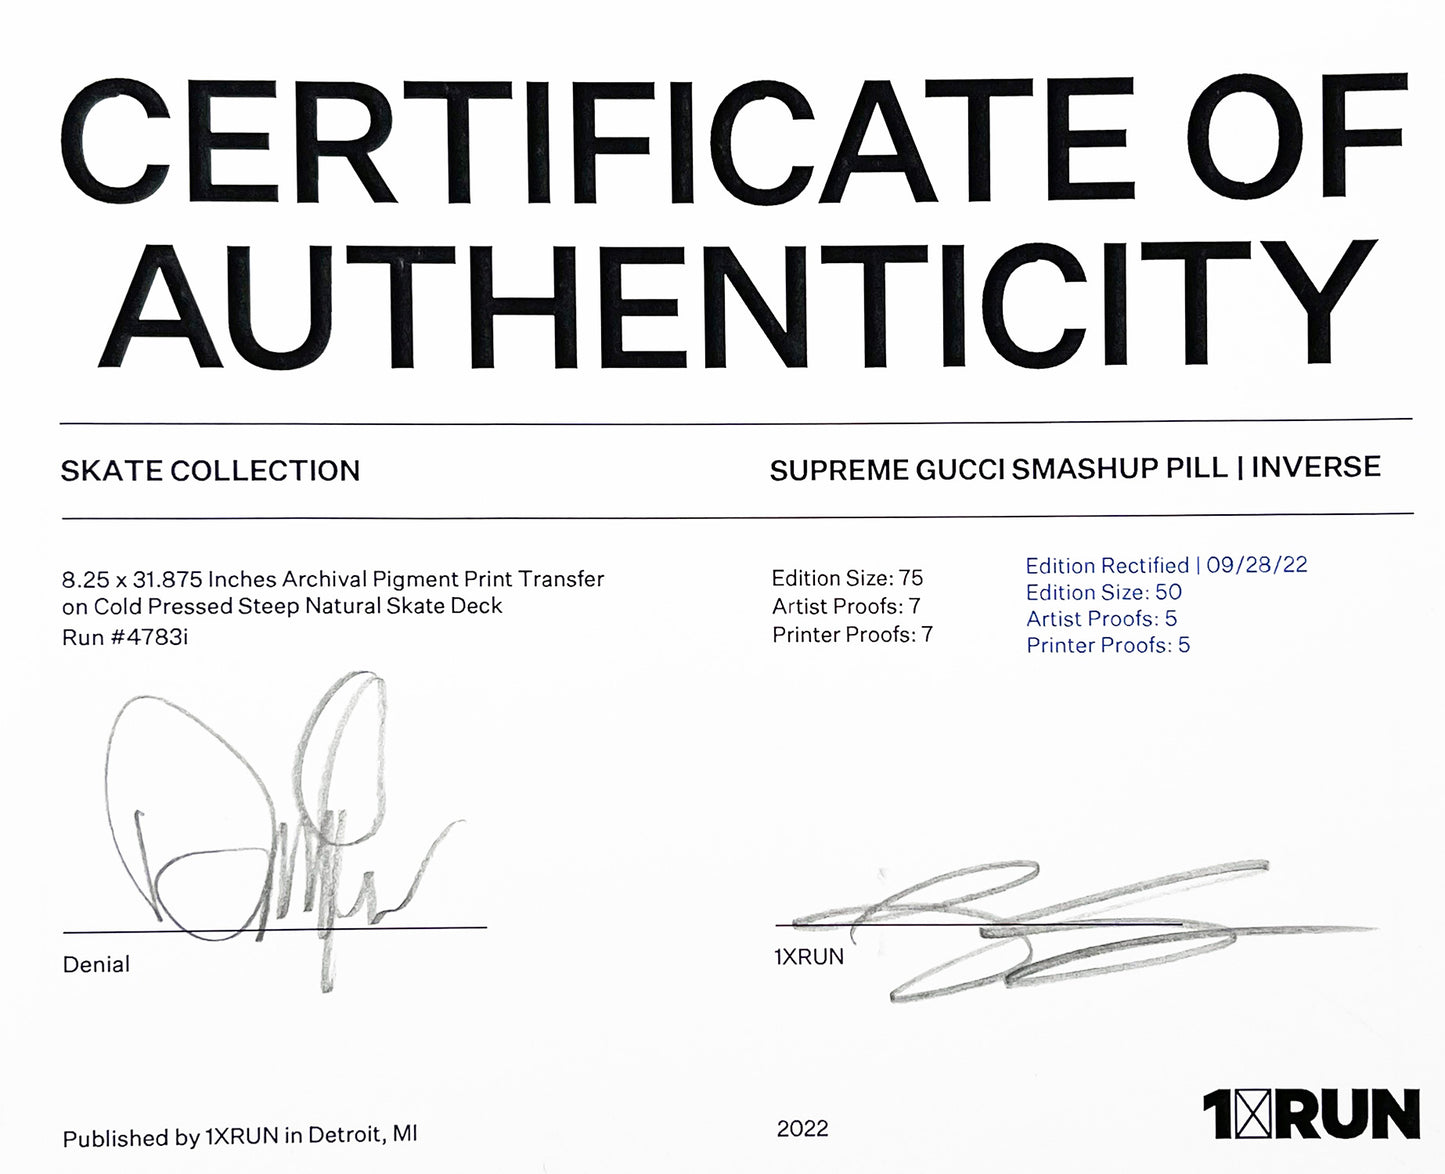 CERTIFICATE OF
AUTHENTICITY
SKATE COLLECTION
SUPREME GUCCI SMASHUP PILL | INVERSE
8.25 x 31.875 Inches Archival Pigment Print Transfer
on Cold Pressed Steep Natural Skate Deck
Run #4783i
Edition Size: 75
Artist Proofs: 7
Printer Proofs: 7
Edition Rectified | 09/28/22
Edition Size: 50
Artist Proofs: 5
Printer Proofs: 5
Denial
1XRUN
Published by 1XRUN in Detroit, MI
2022
1XRUN